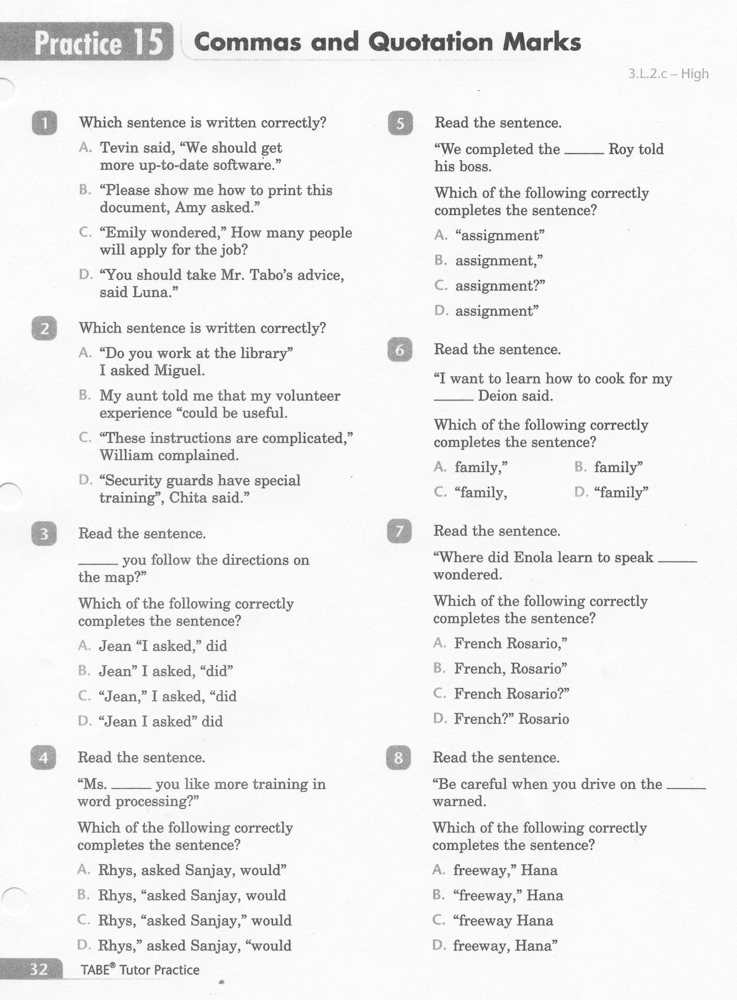 Practice 15 Commas and Quotation Marks
3.L.2.c – High
1 Which sentence is written correctly?
A. Tevin said, “We should get
more up-to-date software.”
B. “Please show me how to print this
document, Amy asked.”
C. “Emily wondered,” How many people
will apply for the job?
D. “You should take Mr. Tabo’s advice,
said Luna.”
2 Which sentence is written correctly?
A. “Do you work at the library”
I asked Miguel.
B. My aunt told me that my volunteer
experience “could be useful.
C. “These instructions are complicated,”
William complained.
D. “Security guards have special
training”, Chita said.”
3 Read the sentence.
_____ you follow the directions on
the map?”
Which of the following correctly
completes the sentence?
A. Jean “I asked,” did
B. Jean” I asked, “did”
C. “Jean,” I asked, “did
D. “Jean I asked” did
4 Read the sentence.
“Ms. _____ you like more training in
word processing?”
Which of the following correctly
completes the sentence?
A. Rhys, asked Sanjay, would”
B. Rhys, “asked Sanjay, would
C. Rhys, “asked Sanjay,” would
D. Rhys,” asked Sanjay, “would
5 Read the sentence.
“We completed the _____ Roy told
his boss.
Which of the following correctly
completes the sentence?
A. “assignment”
B. assignment,”
C. assignment?”
D. assignment”
6 Read the sentence.
“I want to learn how to cook for my
_____ Deion said.
Which of the following correctly
completes the sentence?
A. family,” B. family”
C. “family, D. “family”
7 Read the sentence.
“Where did Enola learn to speak _____
wondered.
Which of the following correctly
completes the sentence?
A. French Rosario,”
B. French, Rosario”
C. French Rosario?”
D. French?” Rosario
8 Read the sentence.
“Be careful when you drive on the _____
warned.
Which of the following correctly
completes the sentence?
A. freeway,” Hana
B. “freeway,” Hana
C. “freeway Hana
D. freeway, Hana”
32 TABE® Tutor Practice